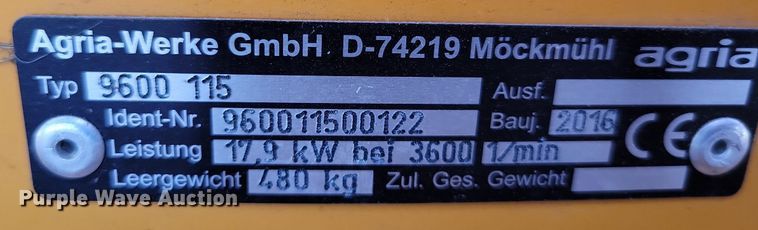 Agria-Werke GmbH D-74219 Möckmühl agria
Typ 9600 115 Ausf.
Ident-Nr. 960011500122 Bauj. 2016
Leistung 17,9 kW bei 3600 1/min CE
Leergewicht 480 kg Zul. Ges. Gewicht
Purple Wave Auction